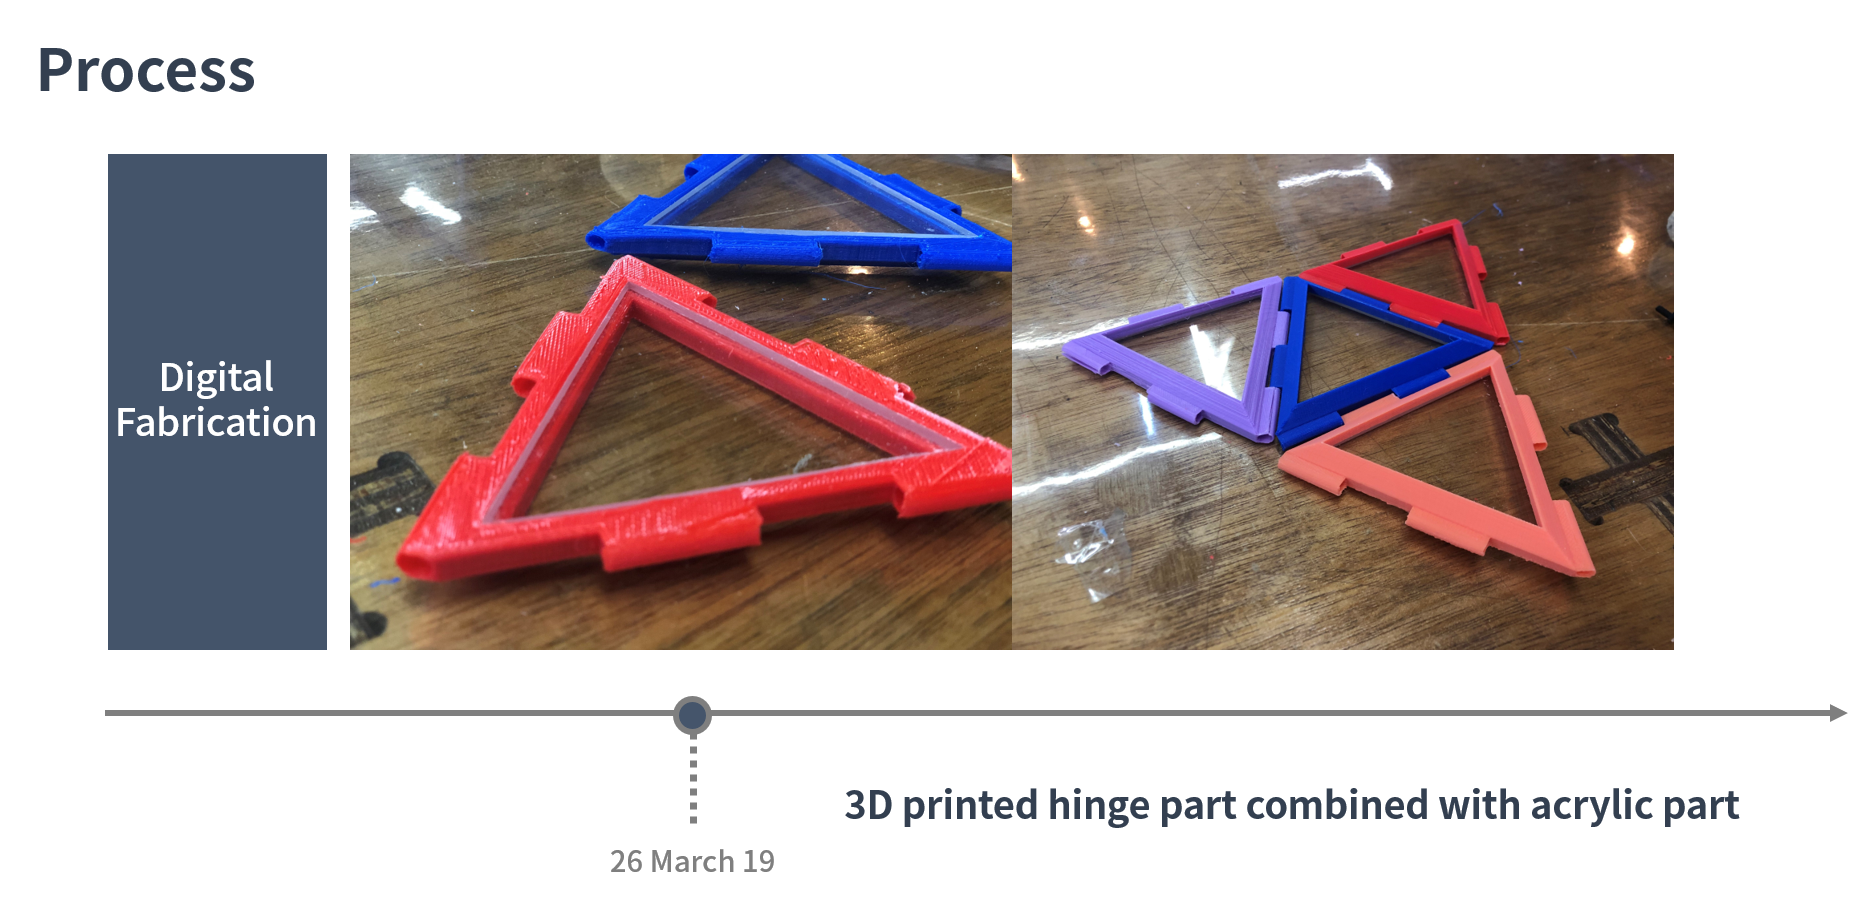 Process
Digital
Fabrication
3D printed hinge part combined with acrylic part
26 March 19